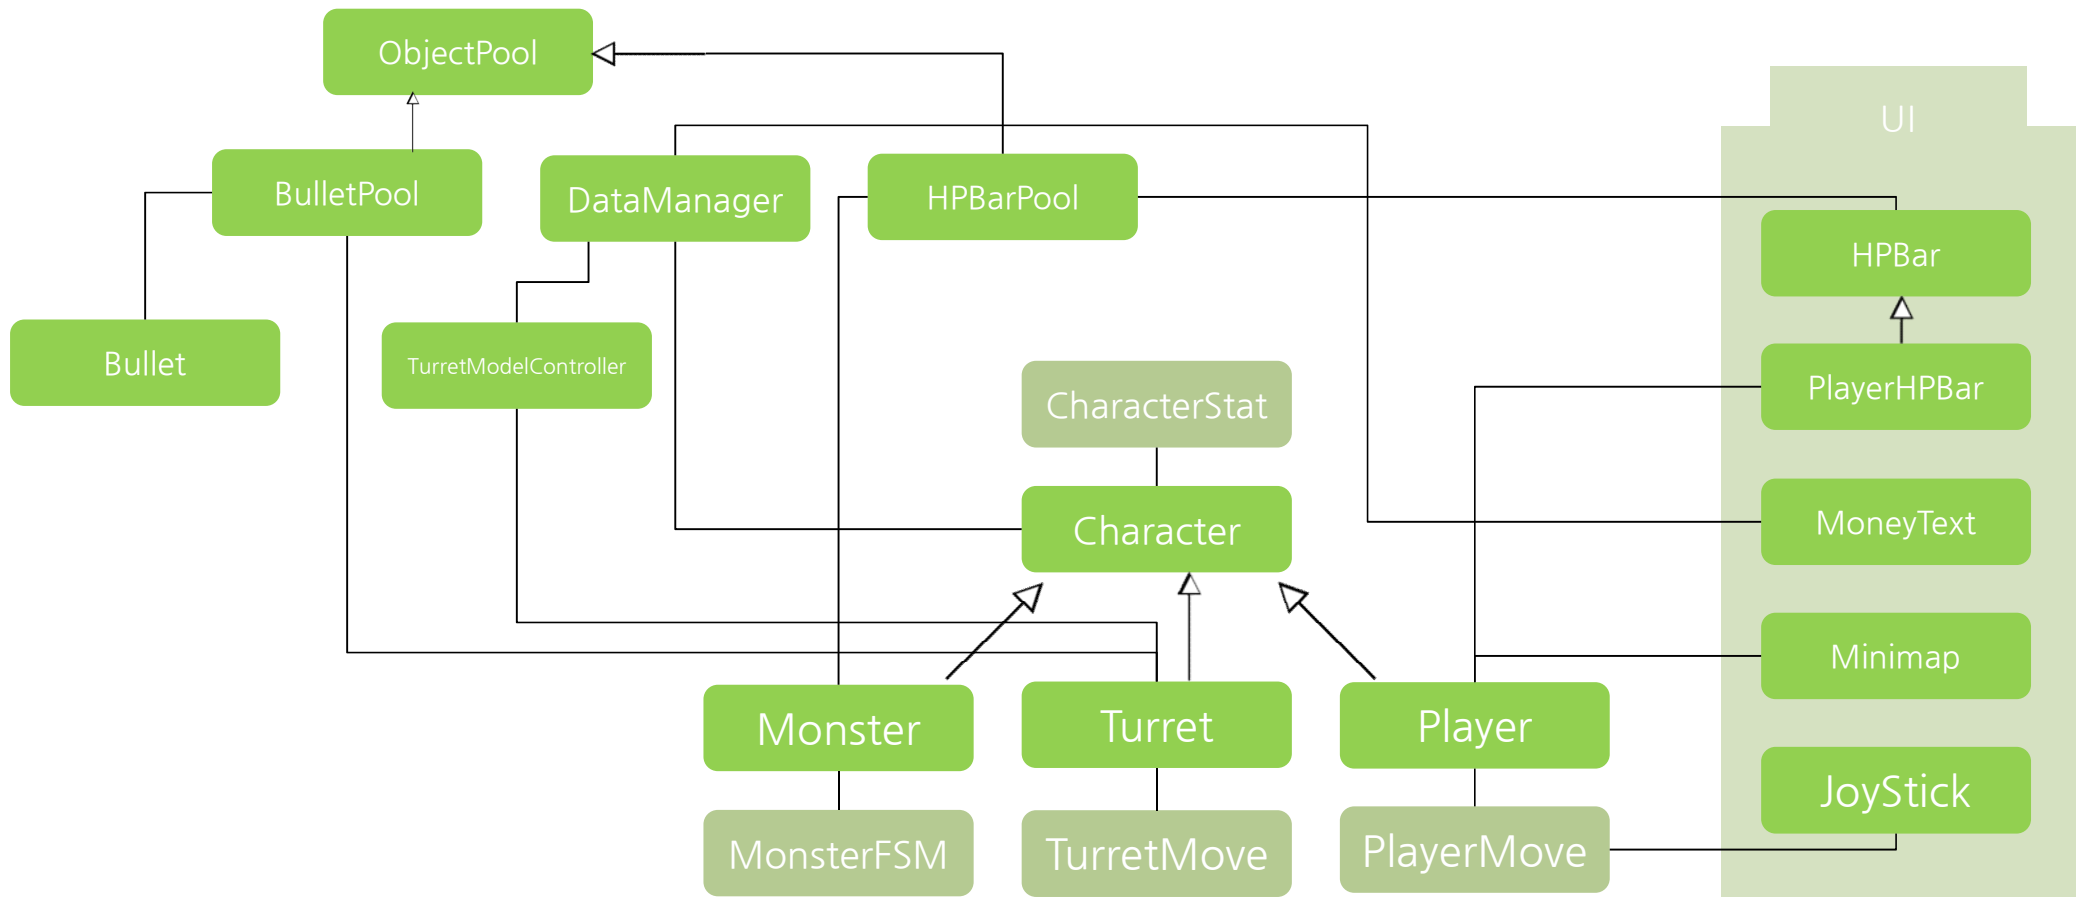 ObjectPool
UI
BulletPool
DataManager
HPBarPool
HPBar
Bullet
TurretModelController
CharacterStat
PlayerHPBar
Character
MoneyText
Minimap
Monster
Turret
Player
JoyStick
MonsterFSM
TurretMove
PlayerMove